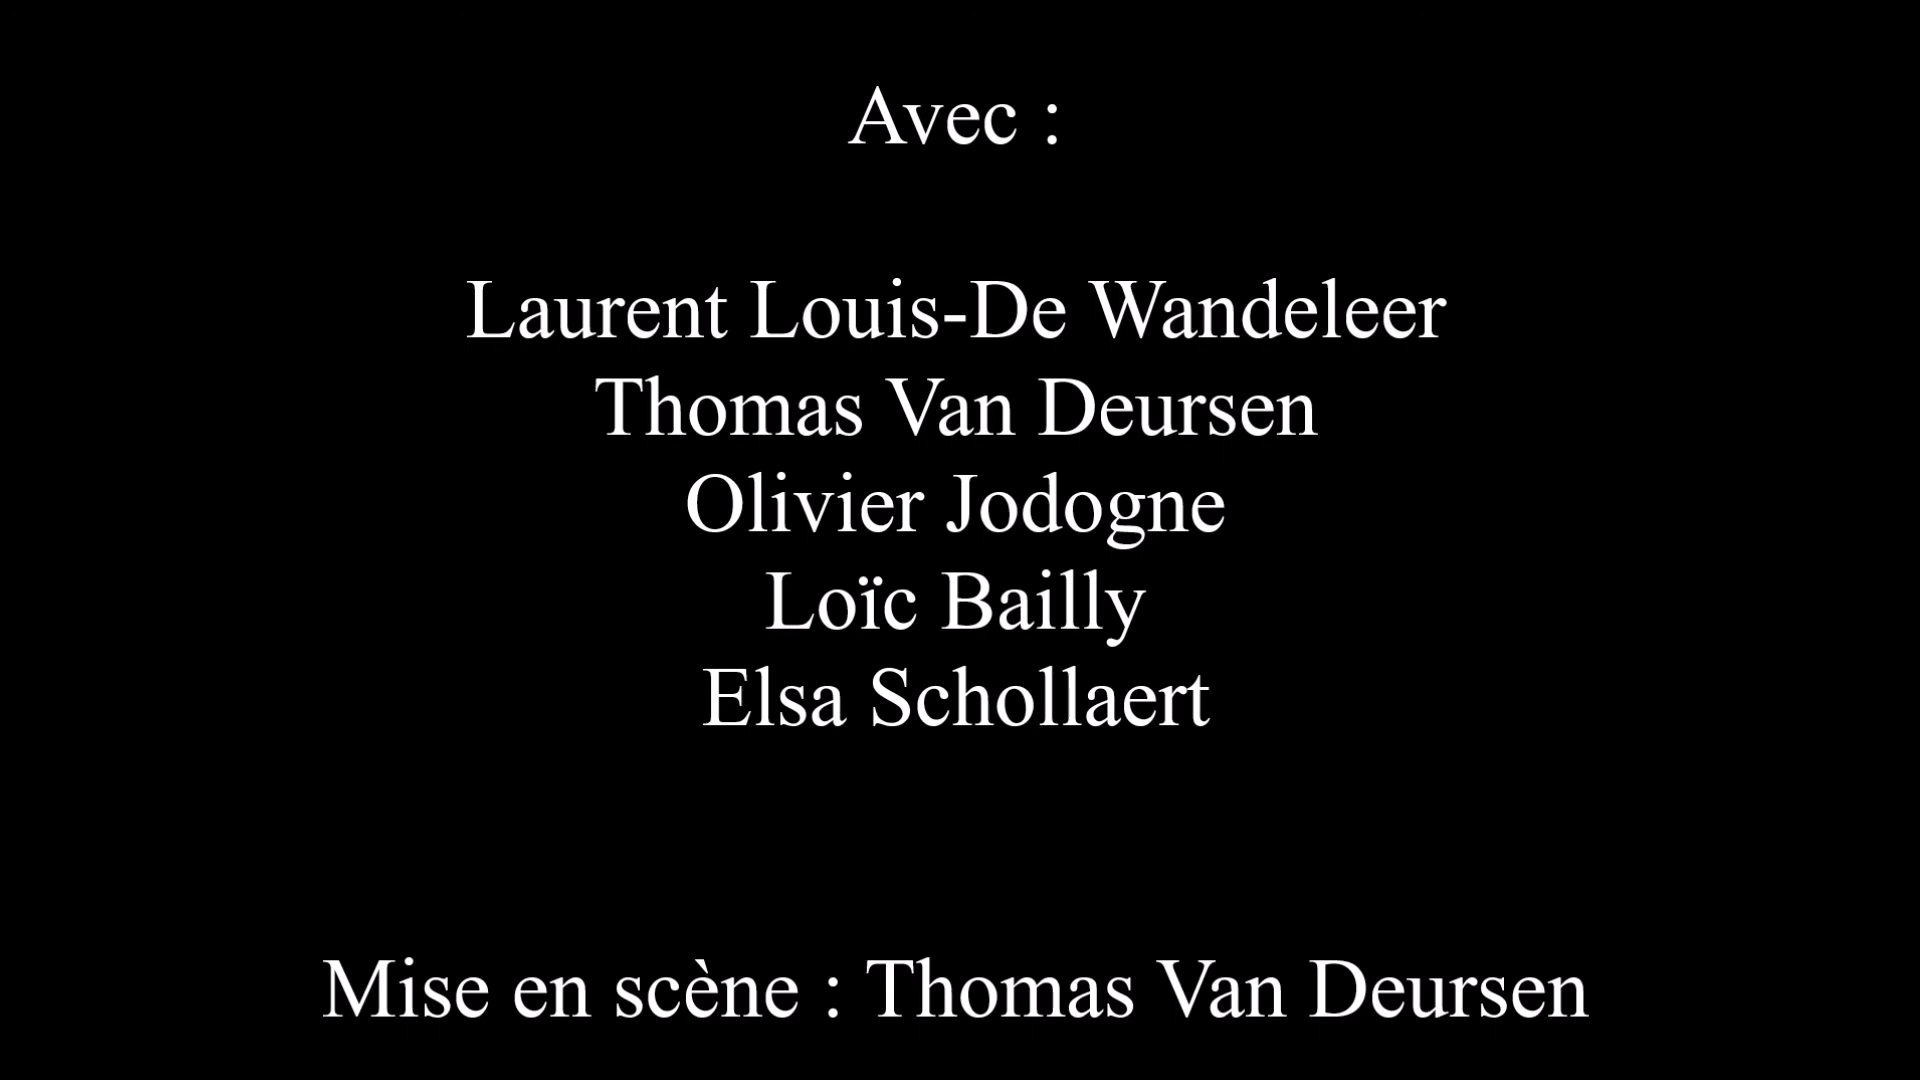 Avec :
Laurent Louis-De Wandeleer
Thomas Van Deursen
Olivier Jodogne
Loïc Bailly
Elsa Schollaert
Mise en scène : Thomas Van Deursen